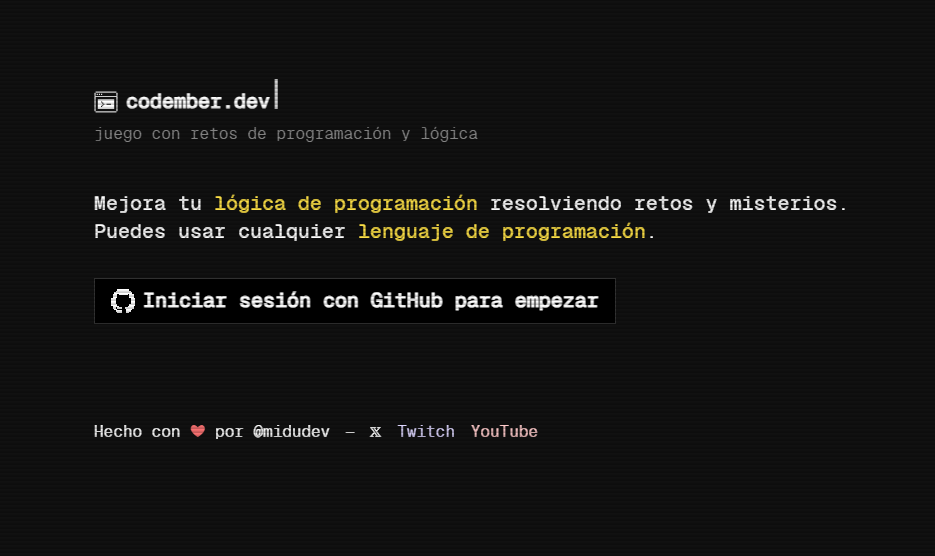 codember.dev
juego con retos de programación y lógica
Mejora tu lógica de programación resolviendo retos y misterios.
Puedes usar cualquier lenguaje de programación.
Iniciar sesión con GitHub para empezar
Hecho con ❤️ por @midudev — 𝕏 Twitch YouTube